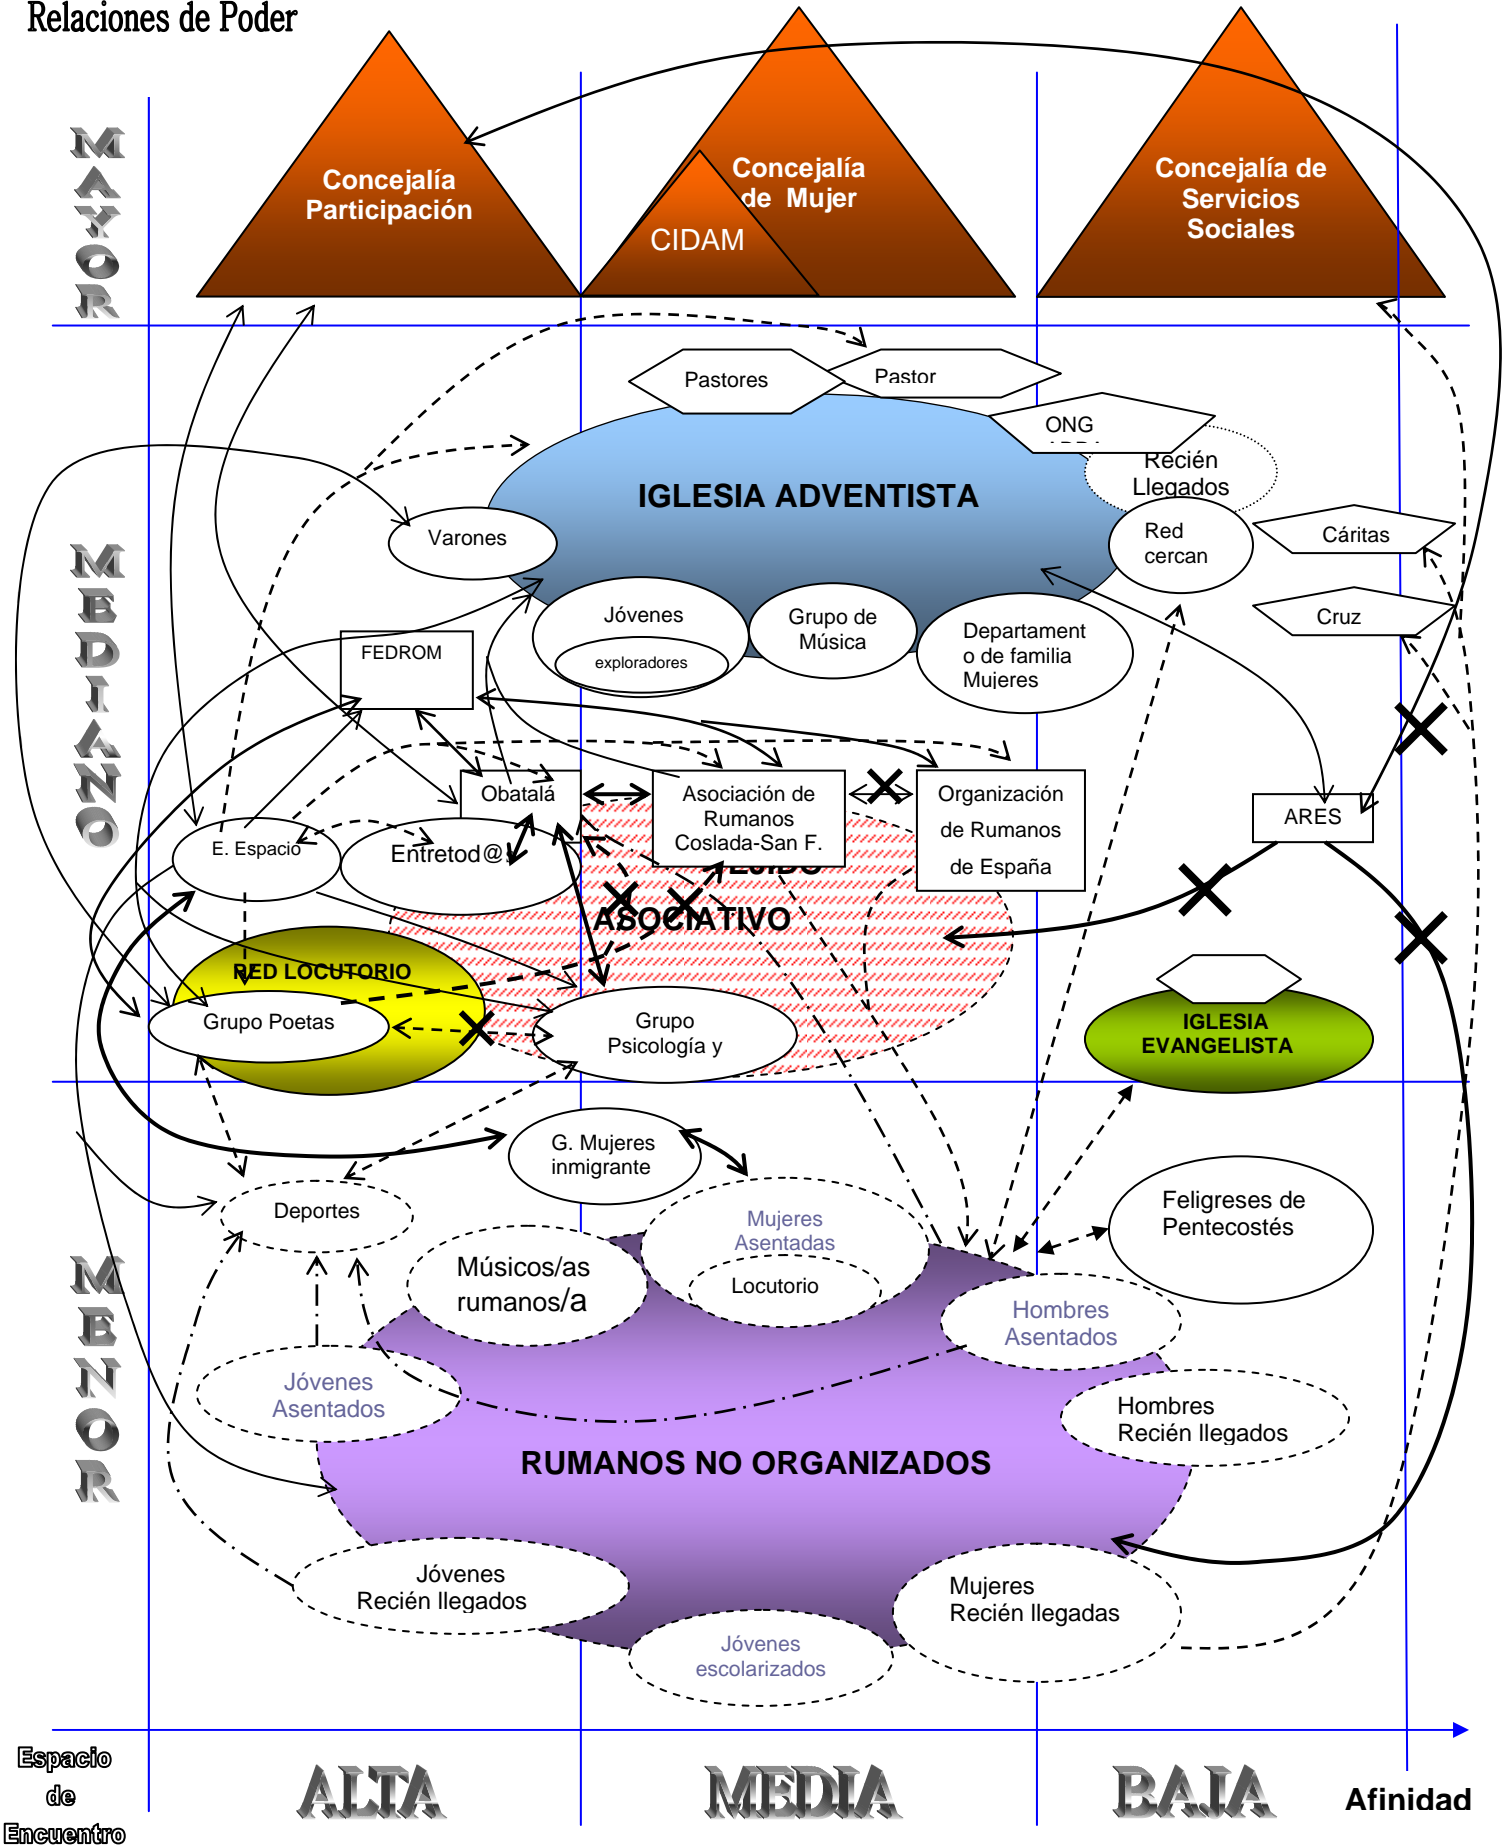 Relaciones de Poder
MAYOR
Concejalía
Participación
Concejalía
de Mujer
CIDAM
Concejalía de
Servicios
Sociales
MEDIANO
Pastores
Pastor
ONG
Recién
Llegados
IGLESIA ADVENTISTA
Varones
Red
cercan
Cáritas
Cruz
Jóvenes
exploradores
Grupo de
Música
Departament
o de familia
Mujeres
FEDROM
Obatalá
Asociación de
Rumanos
Coslada-San F.
Organización
de Rumanos
de España
ARES
E. Espacio
Entretod@s
ASOCIATIVO
RED LOCUTORIO
Grupo Poetas
Grupo
Psicología y
IGLESIA
EVANGELISTA
MENOR
G. Mujeres
inmigrante
Deportes
Mujeres
Asentadas
Locutorio
Feligreses de
Pentecostés
Músicos/as
rumanos/a
Hombres
Asentados
Jóvenes
Asentados
Hombres
Recién llegados
RUMANOS NO ORGANIZADOS
Jóvenes
Recién llegados
Mujeres
Recién llegadas
Jóvenes
escolarizados
Espacio
de
Encuentro
ALTA
MEDIA
BAJA
Afinidad